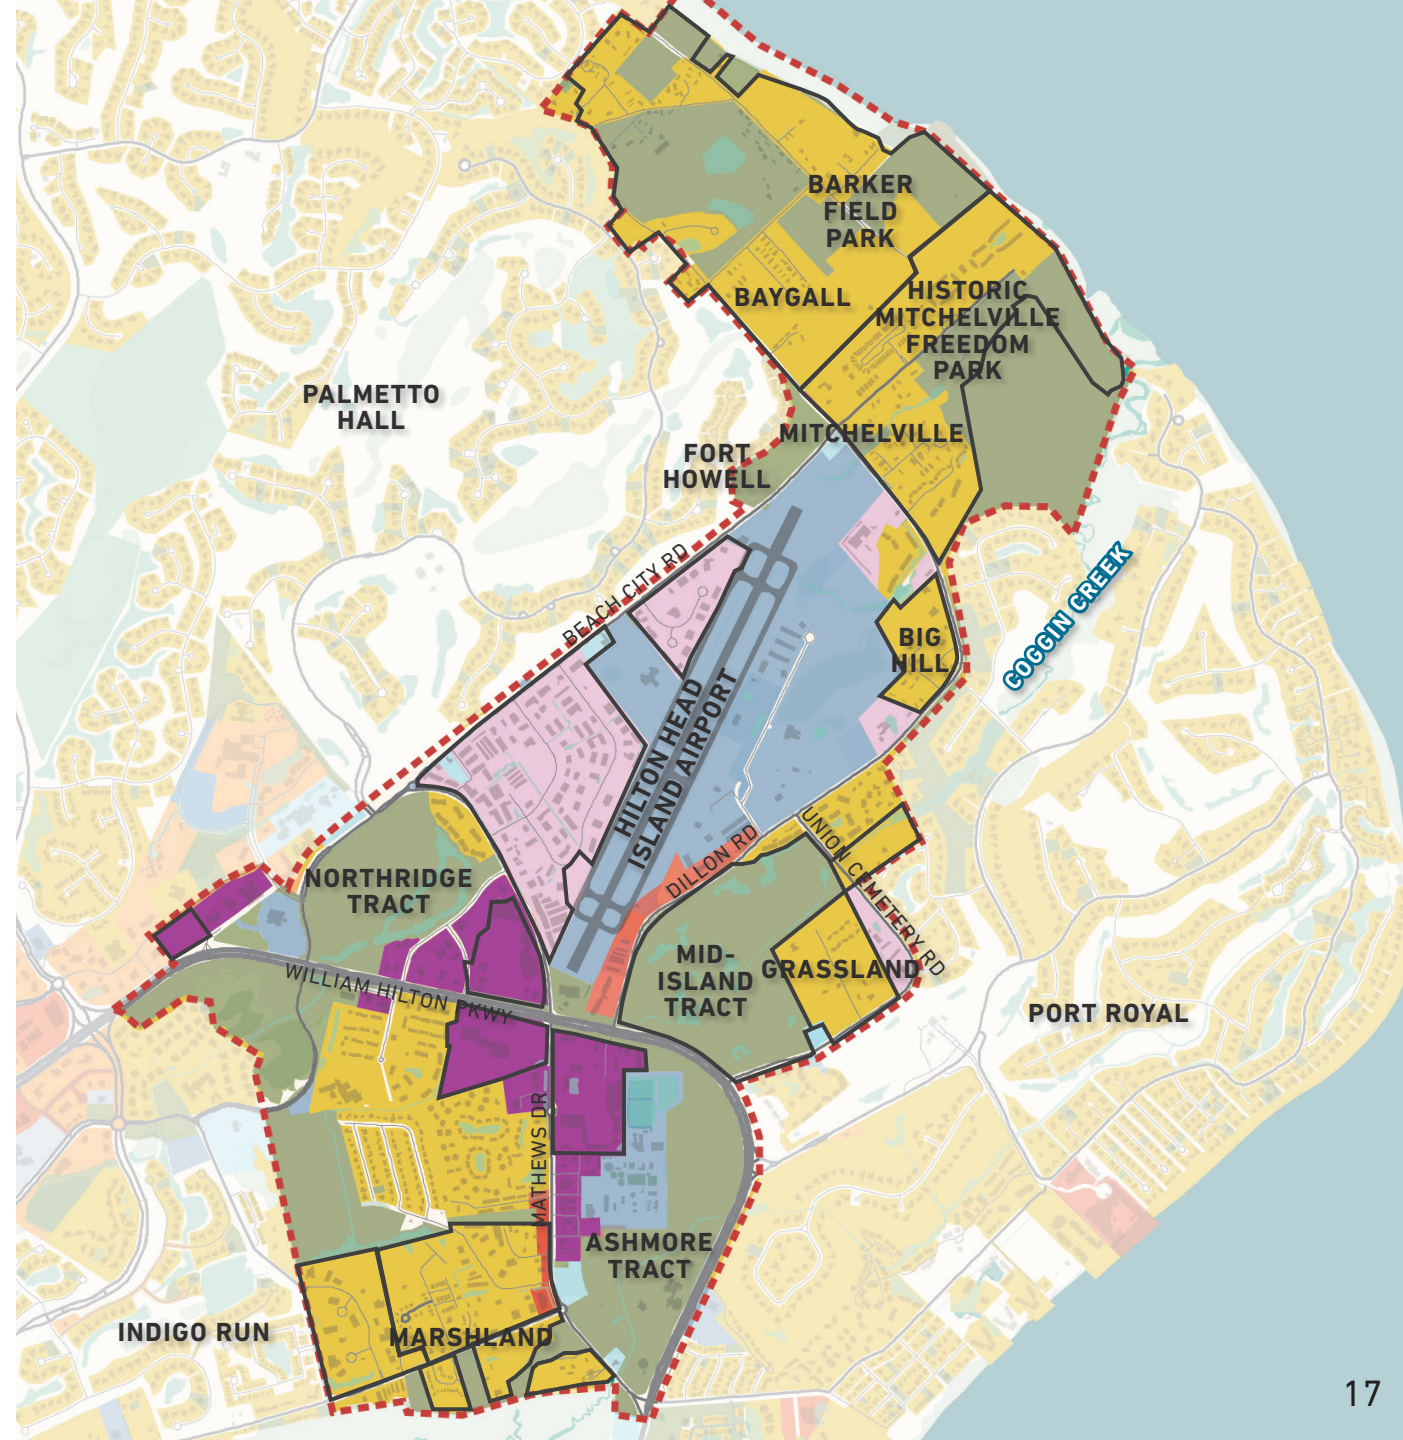 BARKER
FIELD
PARK
BAYGALL
HISTORIC
MITCHELVILLE
FREEDOM
PARK
PALMETTO
HALL
MITCHELVILLE
FORT
HOWELL
BEACH CITY RD
COGGIN CREEK
BIG
HILL
HILTON HEAD
ISLAND AIRPORT
DILLON RD
UNION CEMETERY RD
NORTHRIDGE
TRACT
MID-
ISLAND
TRACT
GRASSLAND
WILLIAM HILTON PKWY
PORT ROYAL
MATHEWS DR
ASHMORE
TRACT
INDIGO RUN
MARSHLAND
17